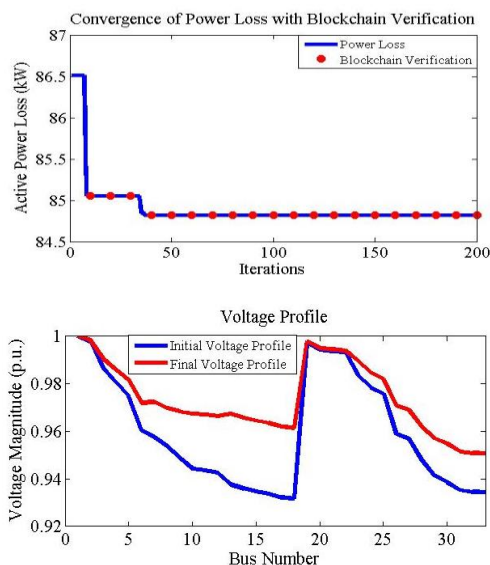 Convergence of Power Loss with Blockchain Verification
87
86.5
86
85.5
85
84.5
Active Power Loss (kW)
Power Loss
Blockchain Verification
0 50 100 150 200
Iterations
Voltage Profile
1
0.98
0.96
0.94
0.92
Voltage Magnitude (p.u.)
Initial Voltage Profile
Final Voltage Profile
0 5 10 15 20 25 30
Bus Number